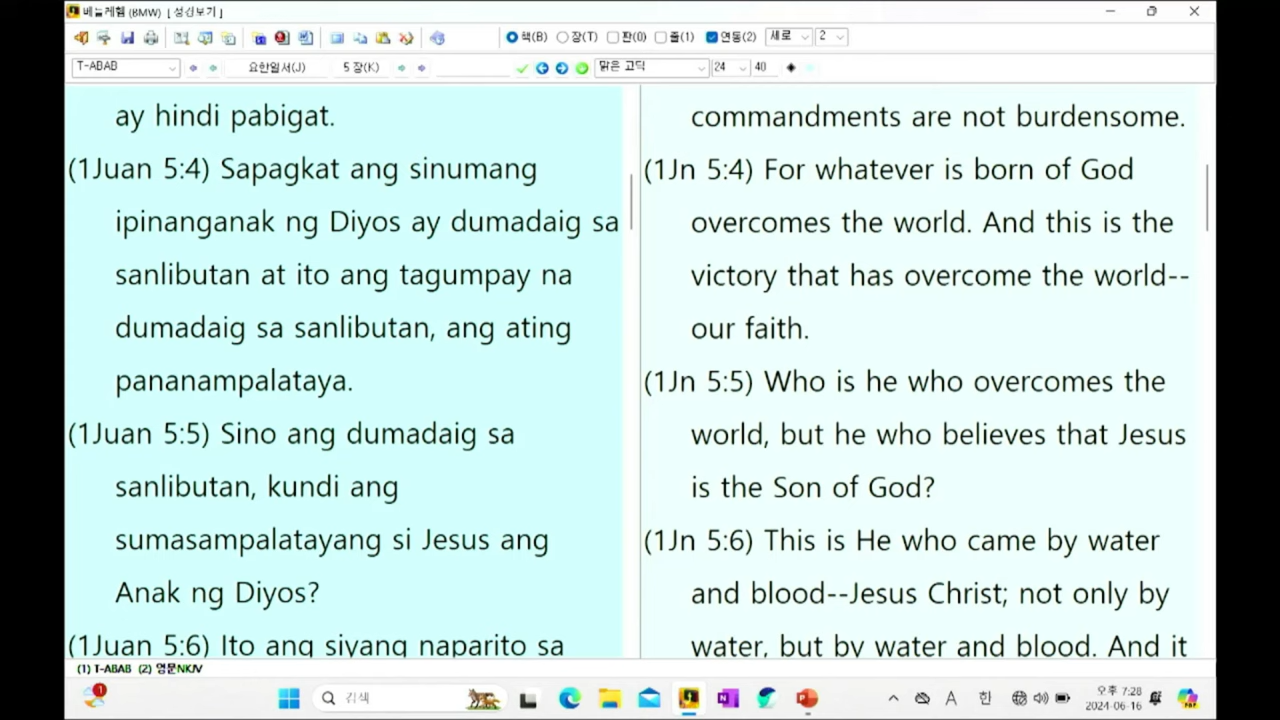 베들레헴 (BMW) [ 성경보기 ]
책(B) 장(T) 판(0) 줄(1) 연동(2) 세로 2
T-ABAB 요한일서(J) 5 장(K) 맑은 고딕 24 40
ay hindi pabigat.
(1Juan 5:4) Sapagkat ang sinumang
ipinanganak ng Diyos ay dumadaig sa
sanlibutan at ito ang tagumpay na
dumadaig sa sanlibutan, ang ating
pananampalataya.
(1Juan 5:5) Sino ang dumadaig sa
sanlibutan, kundi ang
sumasampalatayang si Jesus ang
Anak ng Diyos?
(1Juan 5:6) Ito ang siyang naparito sa
commandments are not burdensome.
(1Jn 5:4) For whatever is born of God
overcomes the world. And this is the
victory that has overcome the world--
our faith.
(1Jn 5:5) Who is he who overcomes the
world, but he who believes that Jesus
is the Son of God?
(1Jn 5:6) This is He who came by water
and blood--Jesus Christ; not only by
water, but by water and blood. And it
(1) T-ABAB (2) 영문NKJV
1
검색
A 한
오후 7:28
2024-06-16